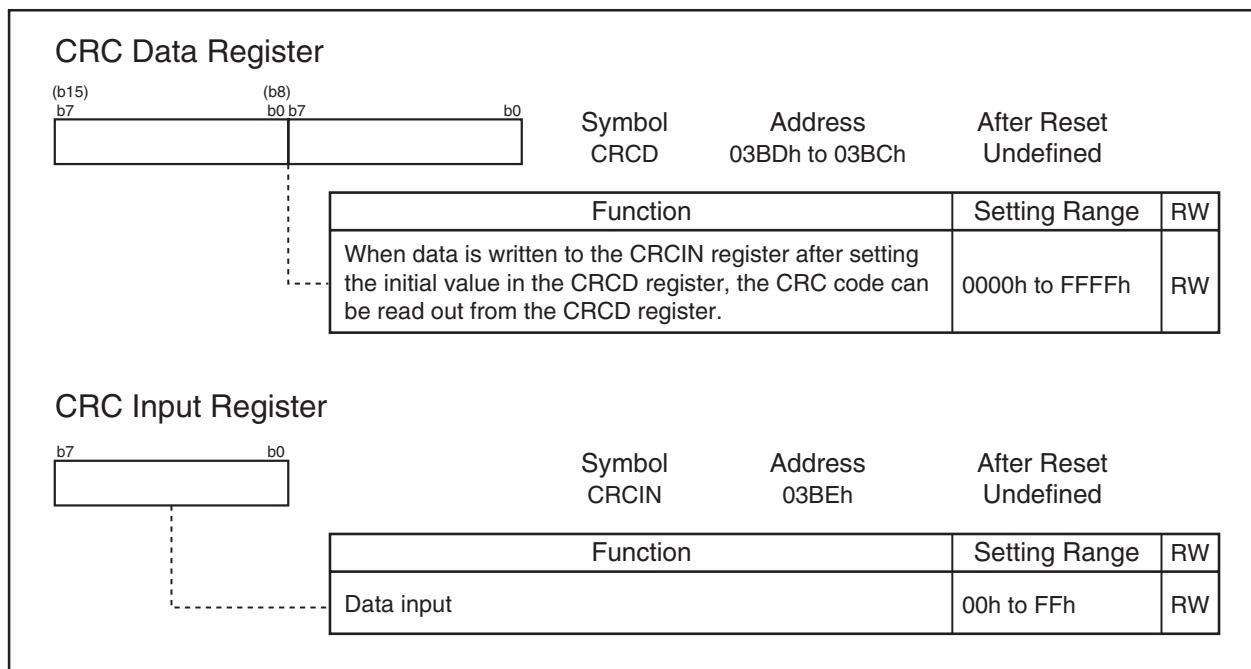 CRC Data Register
(b15) (b8)
b7 b0 b7 b0
Symbol Address After Reset
CRCD 03BDh to 03BCh Undefined
Function Setting Range RW
When data is written to the CRCIN register after setting
the initial value in the CRCD register, the CRC code can
be read out from the CRCD register.
0000h to FFFFh RW
CRC Input Register
b7 b0
Symbol Address After Reset
CRCIN 03BEh Undefined
Function Setting Range RW
Data input 00h to FFh RW